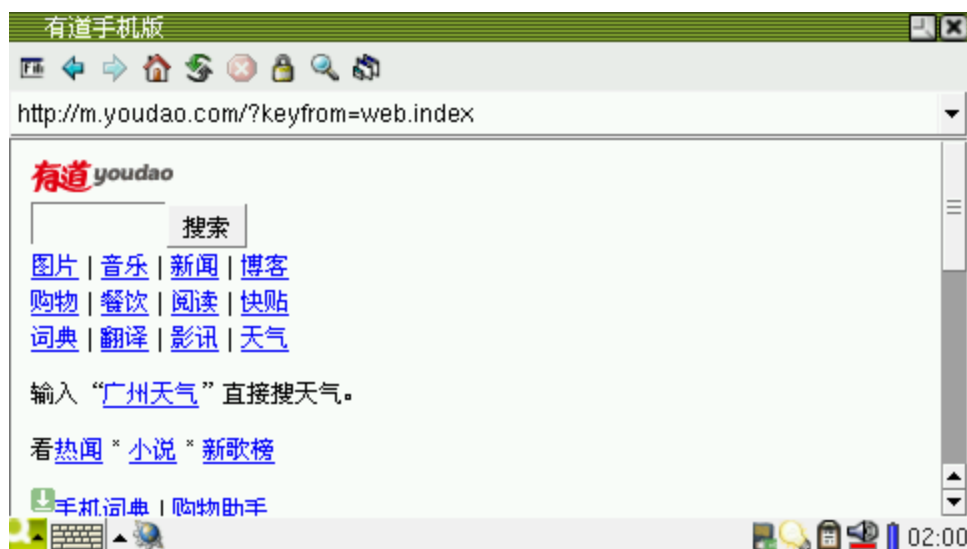 有道手机版
File
http://m.youdao.com/?keyfrom=web.index
有道 youdao
搜索
图片 | 音乐 | 新闻 | 博客
购物 | 餐饮 | 阅读 | 快贴
词典 | 翻译 | 影讯 | 天气
输入“广州天气”直接搜天气。
看热闻 * 小说 * 新歌榜
手机词典 | 购物助手
02:00